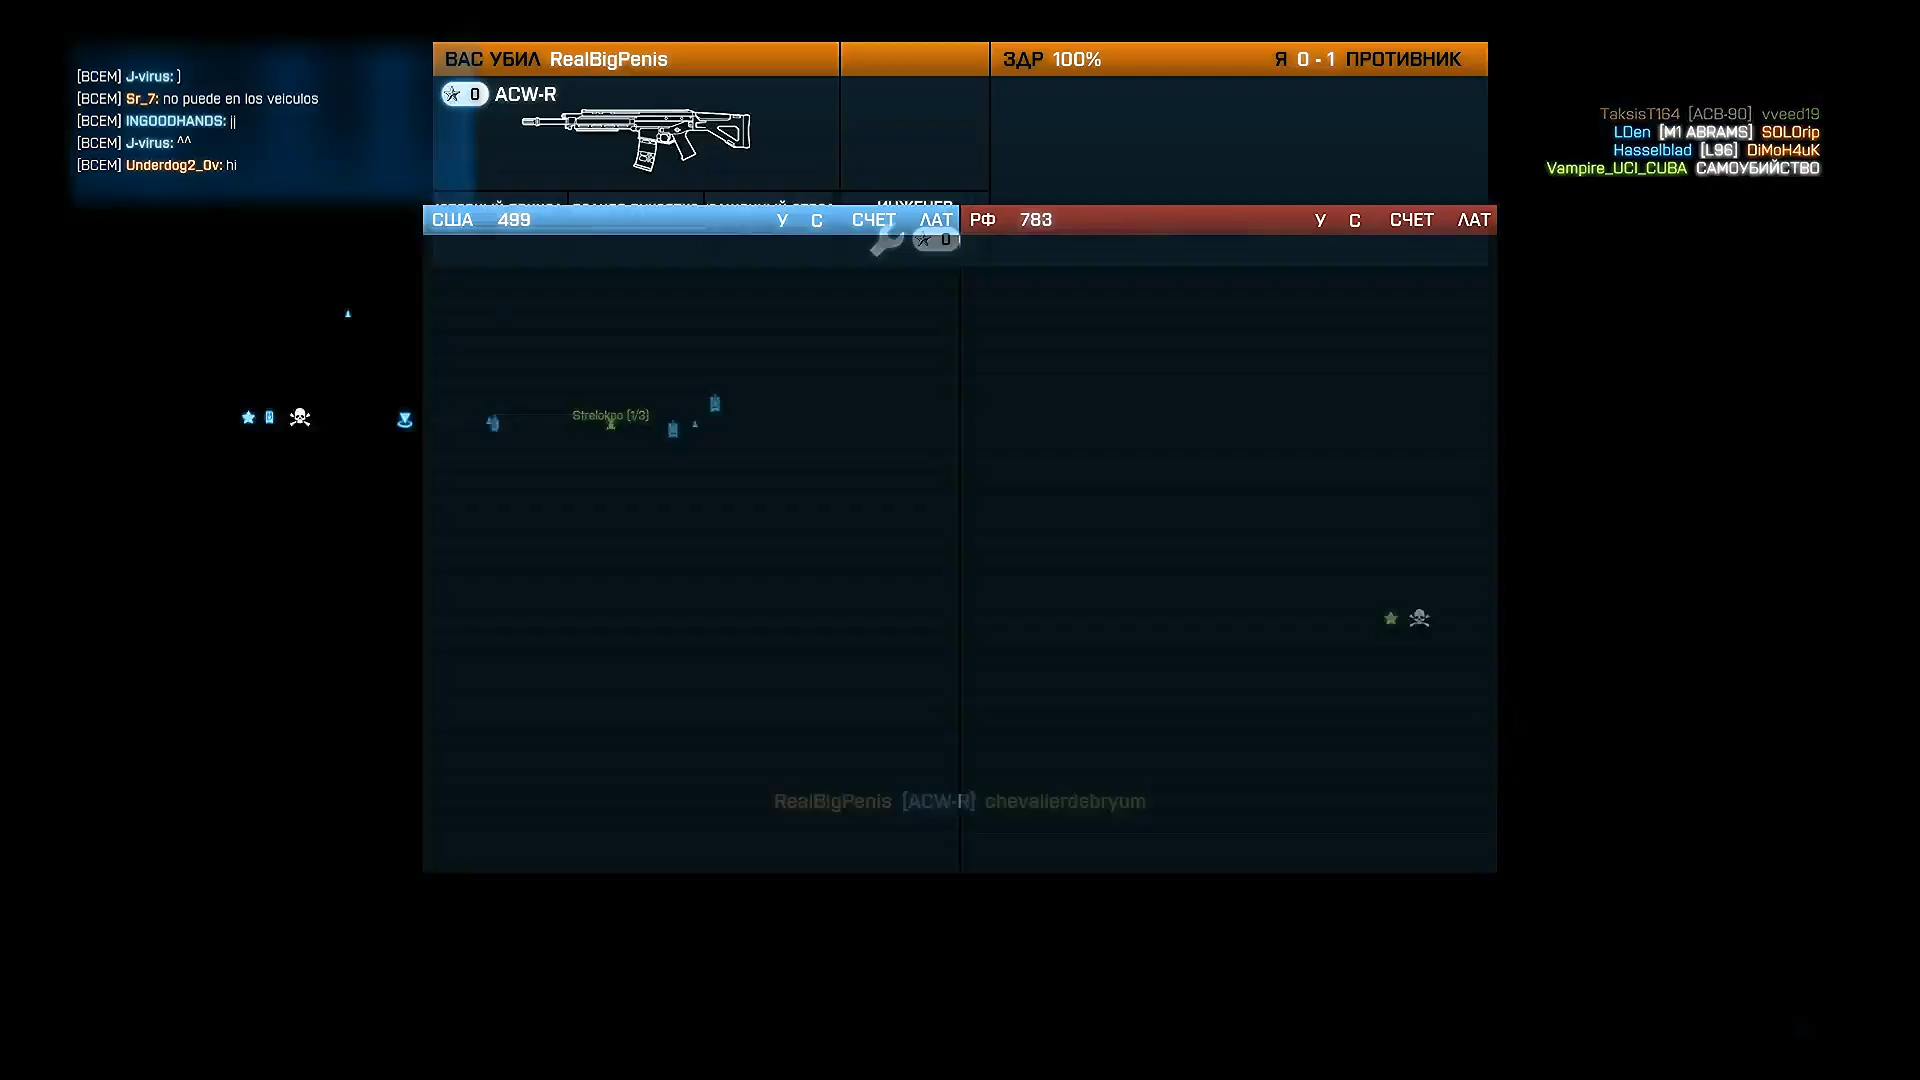 [ВСЕМ] J-virus: )
[ВСЕМ] Sr_7: no puede en los veiculos
[ВСЕМ] INGOODHANDS: ||
[ВСЕМ] J-virus: ^^
[ВСЕМ] Underdog2_0v: hi
ВАС УБИЛ RealBigPenis ЗДР 100% Я 0 - 1 ПРОТИВНИК
0 ACW-R
TaksisT164 [ACB-90] vveed19
LDen [M1 ABRAMS] SOLOrip
Hasselblad [L96] DiMoH4uK
Vampire_UCI_CUBA САМОУБИЙСТВО
ИНЖЕНЕР
США 499 У С СЧЕТ ЛАТ РФ 783 У С СЧЕТ ЛАТ
0
Strelokno (1/3)
RealBigPenis [ACW-R] chevalierdebryum